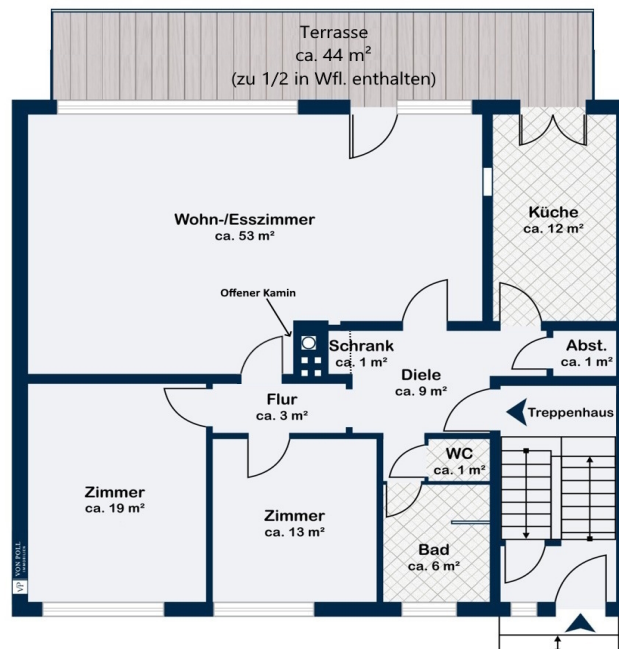 Terrasse
ca. 44 m²
(zu 1/2 in Wfl. enthalten)
Wohn-/Esszimmer
ca. 53 m²
Küche
ca. 12 m²
Offener Kamin
Schrank
ca. 1 m²
Abst.
ca. 1 m²
Diele
ca. 9 m²
Flur
ca. 3 m²
Treppenhaus
WC
ca. 1 m²
Zimmer
ca. 19 m²
Zimmer
ca. 13 m²
Bad
ca. 6 m²
VON POLL
IMMOBILIEN
VP